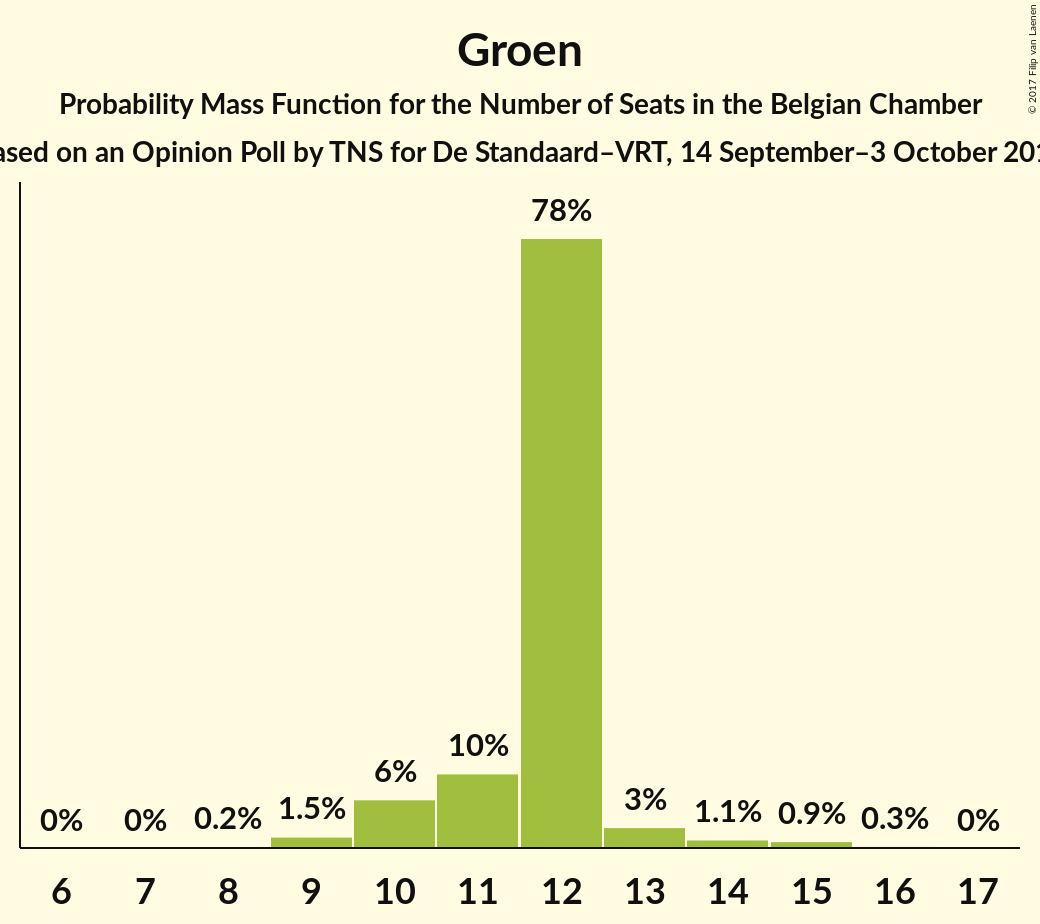 Groen
Probability Mass Function for the Number of Seats in the Belgian Chamber
on an Opinion Poll by TNS for De Standaard–VRT, 14 September–3 October
© 2017 Filip van Laenen
78%
10%
6%
3%
1.5%
1.1%
0.9%
0.3%
0.2%
0%
0%
0%
6 7 8 9 10 11 12 13 14 15 16 17